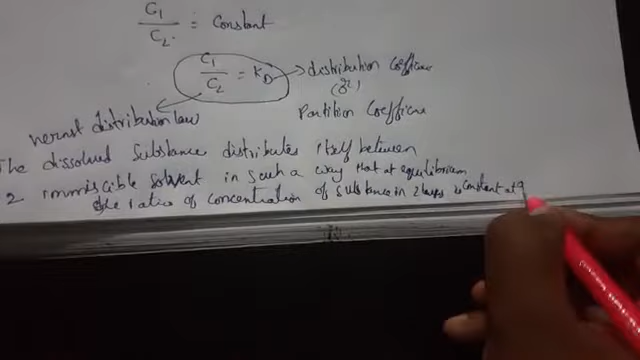 C1 / C2 = Constant
C1 / C2 = KD → distribution Coefficient
(or)
Partition Coefficient
nernst distribution law
The dissolved Substance distributes itself between
2 immiscible Solvent in such a way that at equilibrium
the ratio of concentration of substance in 2 layers is constant at